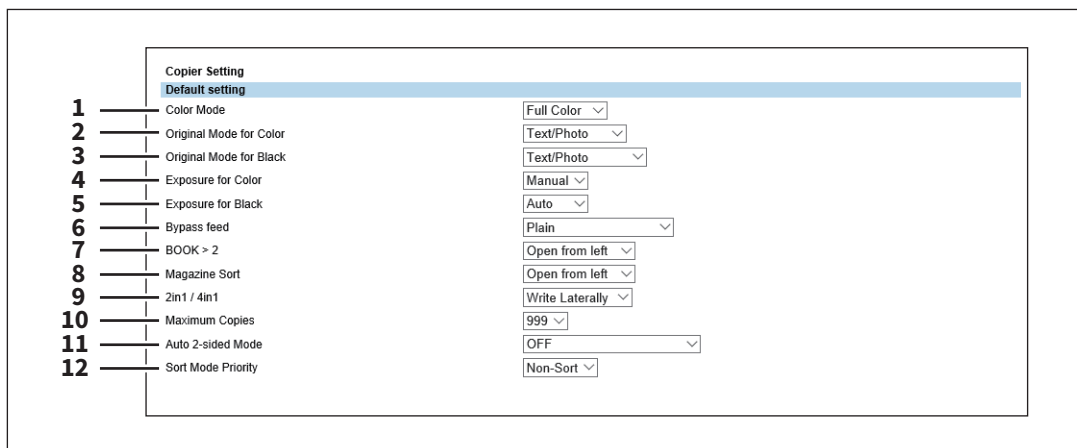 Copier Setting
Default setting
1 Color Mode Full Color
2 Original Mode for Color Text/Photo
3 Original Mode for Black Text/Photo
4 Exposure for Color Manual
5 Exposure for Black Auto
6 Bypass feed Plain
7 BOOK > 2 Open from left
8 Magazine Sort Open from left
9 2in1 / 4in1 Write Laterally
10 Maximum Copies 999
11 Auto 2-sided Mode OFF
12 Sort Mode Priority Non-Sort